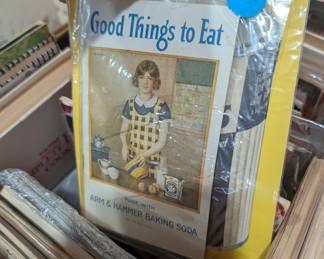 Good Things to Eat
MADE WITH
ARM & HAMMER BAKING SODA